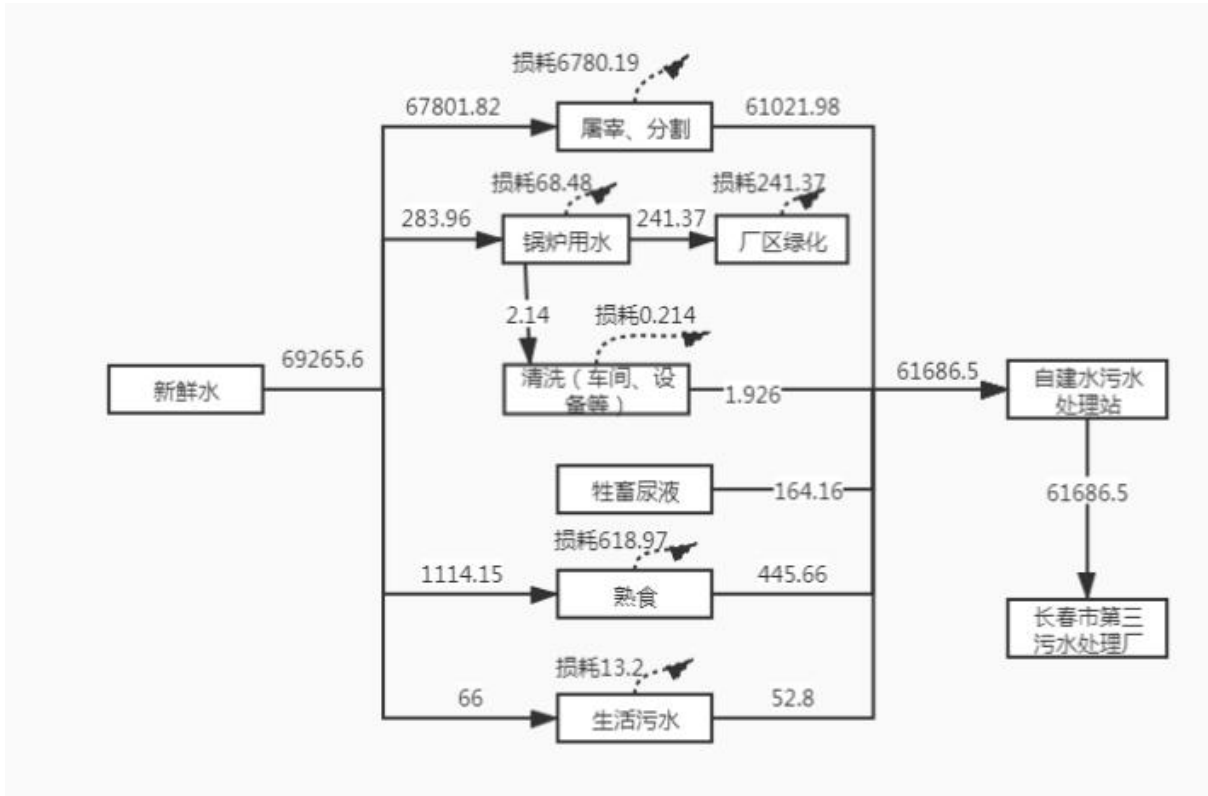 损耗6780.19
67801.82
61021.98
屠宰、分割
损耗68.48
损耗241.37
283.96
241.37
锅炉用水
厂区绿化
2.14
损耗0.214
69265.6
新鲜水
清洗（车间、设
备等）
1.926
61686.5
自建水污水
处理站
牲畜尿液
164.16
61686.5
损耗618.97
1114.15
445.66
熟食
长春市第三
污水处理厂
损耗13.2
66
52.8
生活污水